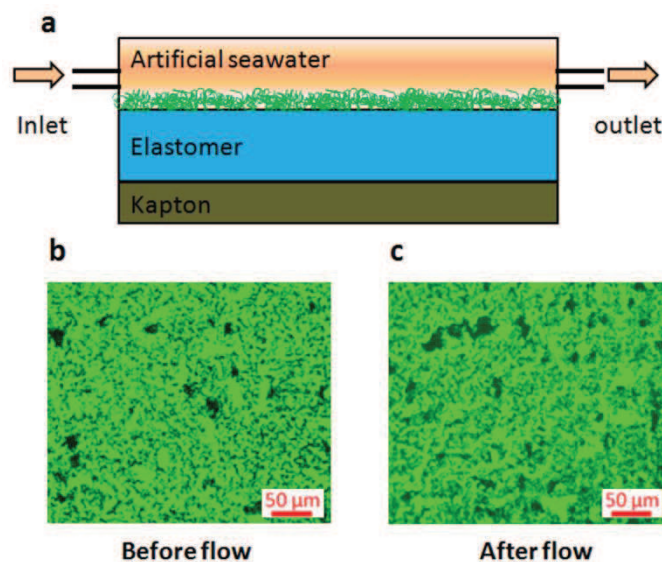 a
Artificial seawater
Inlet
outlet
Elastomer
Kapton
b
c
50 μm
50 μm
Before flow
After flow